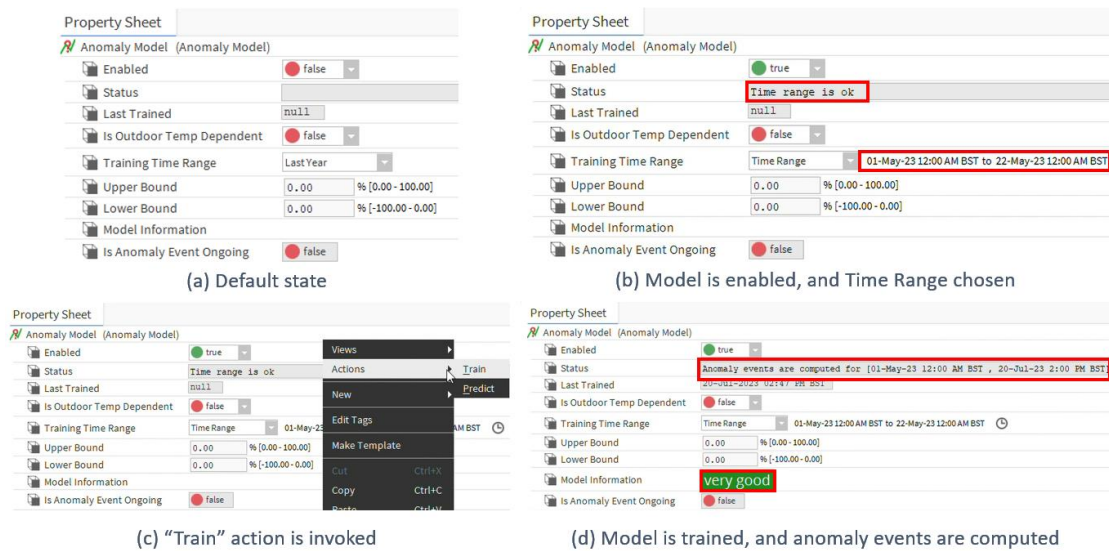 Property Sheet
Anomaly Model (Anomaly Model)
Enabled false
Status
Last Trained null
Is Outdoor Temp Dependent false
Training Time Range Last Year
Upper Bound 0.00 % [0.00 - 100.00]
Lower Bound 0.00 % [-100.00 - 0.00]
Model Information
Is Anomaly Event Ongoing false
(a) Default state
Property Sheet
Anomaly Model (Anomaly Model)
Enabled true
Status Time range is ok
Last Trained null
Is Outdoor Temp Dependent false
Training Time Range Time Range 01-May-23 12:00 AM BST to 22-May-23 12:00 AM BST
Upper Bound 0.00 % [0.00 - 100.00]
Lower Bound 0.00 % [-100.00 - 0.00]
Model Information
Is Anomaly Event Ongoing false
(b) Model is enabled, and Time Range chosen
Property Sheet
Anomaly Model (Anomaly Model)
Enabled true
Status Time range is ok
Last Trained null
Is Outdoor Temp Dependent false
Training Time Range Time Range 01-May-23 AM BST
Upper Bound 0.00 % [0.00 - 100.00]
Lower Bound 0.00 % [-100.00 - 0.00]
Model Information
Is Anomaly Event Ongoing false
Views
Actions
Train
Predict
New
Edit Tags
Make Template
Cut Ctrl+X
Copy Ctrl+C
Paste Ctrl+V
(c) “Train” action is invoked
Property Sheet
Anomaly Model (Anomaly Model)
Enabled true
Status Anomaly events are computed for [01-May-23 12:00 AM BST , 20-Jul-23 2:00 PM BST]
Last Trained 20-Jul-2023 02:47 PM BST
Is Outdoor Temp Dependent false
Training Time Range Time Range 01-May-23 12:00 AM BST to 22-May-23 12:00 AM BST
Upper Bound 0.00 % [0.00 - 100.00]
Lower Bound 0.00 % [-100.00 - 0.00]
Model Information very good
Is Anomaly Event Ongoing false
(d) Model is trained, and anomaly events are computed